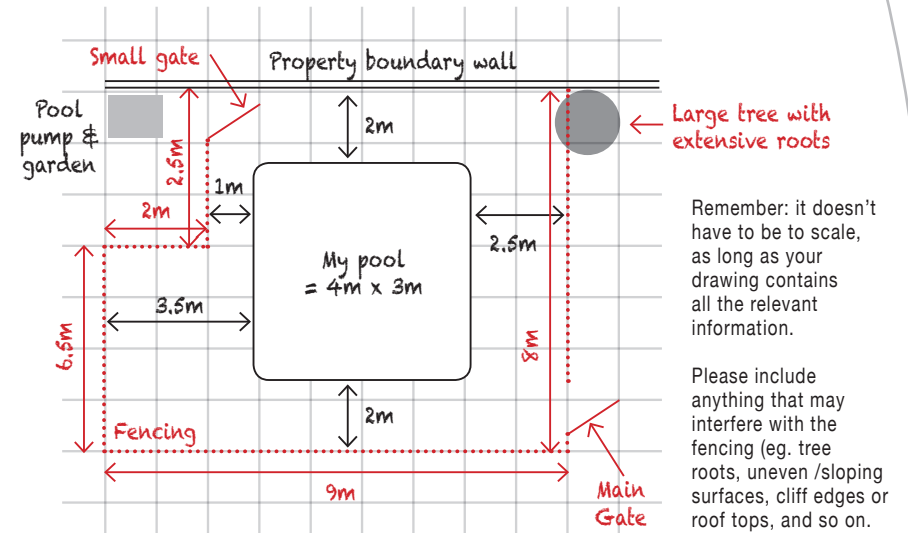 Small gate
Property boundary wall
Pool
pump &
garden
2.5m
2m
Large tree with
extensive roots
1m
2m
2.5m
My pool
= 4m x 3m
3.5m
6.5m
8m
2m
Fencing
9m
Main
Gate
Remember: it doesn’t
have to be to scale,
as long as your
drawing contains
all the relevant
information.
Please include
anything that may
interfere with the
fencing (eg. tree
roots, uneven /sloping
surfaces, cliff edges or
roof tops, and so on.